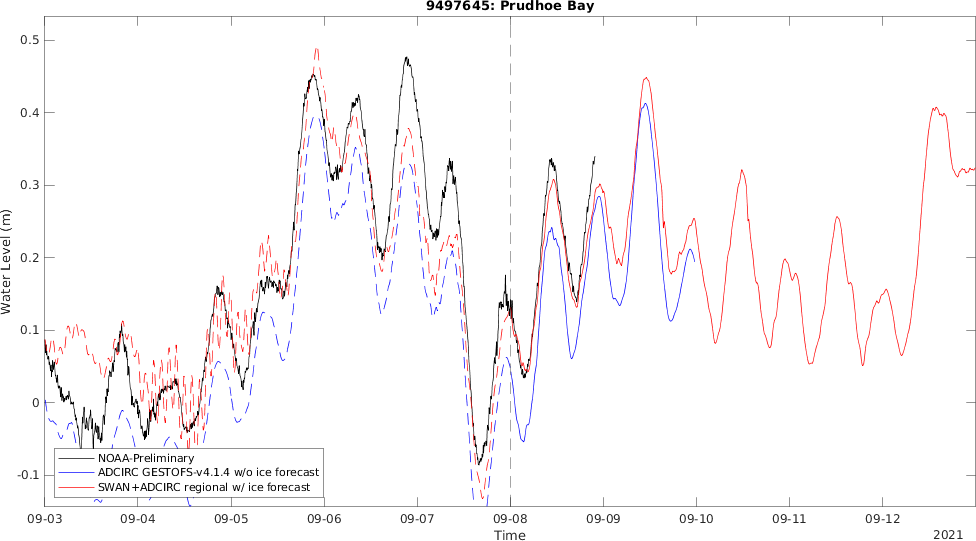 9497645: Prudhoe Bay
Water Level (m)
0.5
0.4
0.3
0.2
0.1
0
-0.1
NOAA-Preliminary
ADCIRC GESTOFS-v4.1.4 w/o ice forecast
SWAN+ADCIRC regional w/ ice forecast
09-03 09-04 09-05 09-06 09-07 09-08 09-09 09-10 09-11 09-12
Time
2021